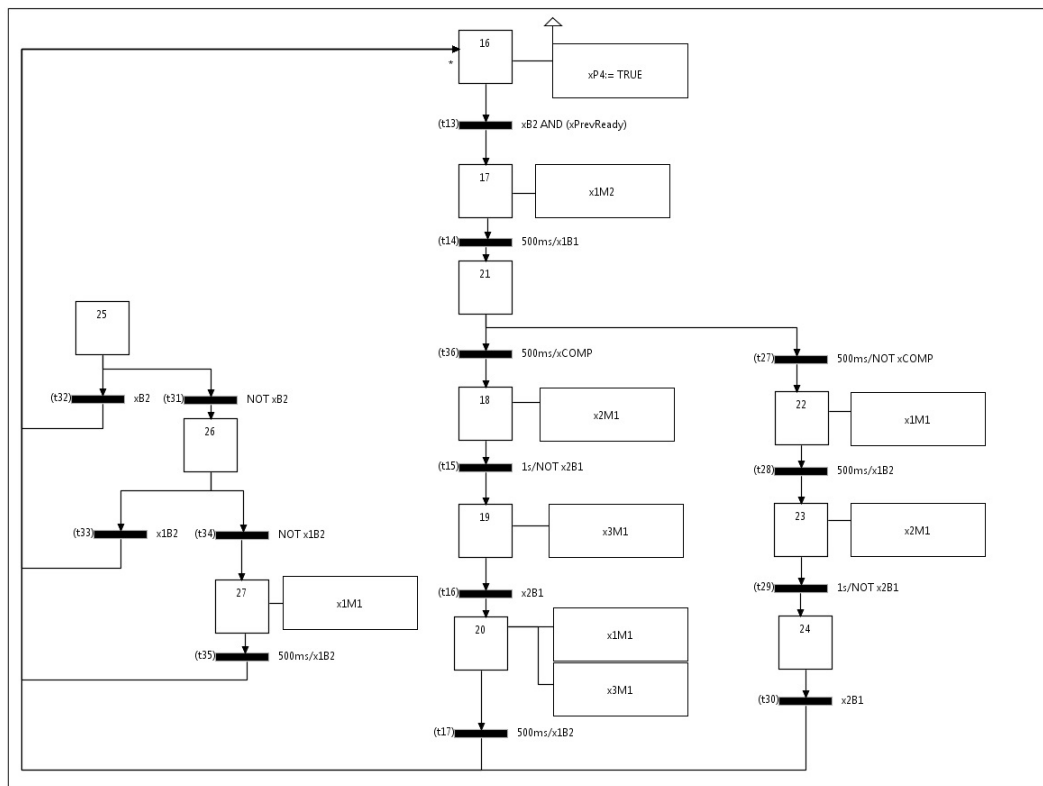 16
*
xP4:= TRUE
(t13) xB2 AND (xPrevReady)
17
x1M2
(t14) 500ms/x1B1
21
25
(t36) 500ms/xCOMP
(t27) 500ms/NOT xCOMP
(t32) xB2
(t31) NOT xB2
18
x2M1
22
x1M1
26
(t15) 1s/NOT x2B1
(t28) 500ms/x1B2
19
x3M1
23
x2M1
(t33) x1B2
(t34) NOT x1B2
27
x1M1
(t16) x2B1
(t29) 1s/NOT x2B1
20
x1M1
24
(t35) 500ms/x1B2
x3M1
(t30) x2B1
(t17) 500ms/x1B2